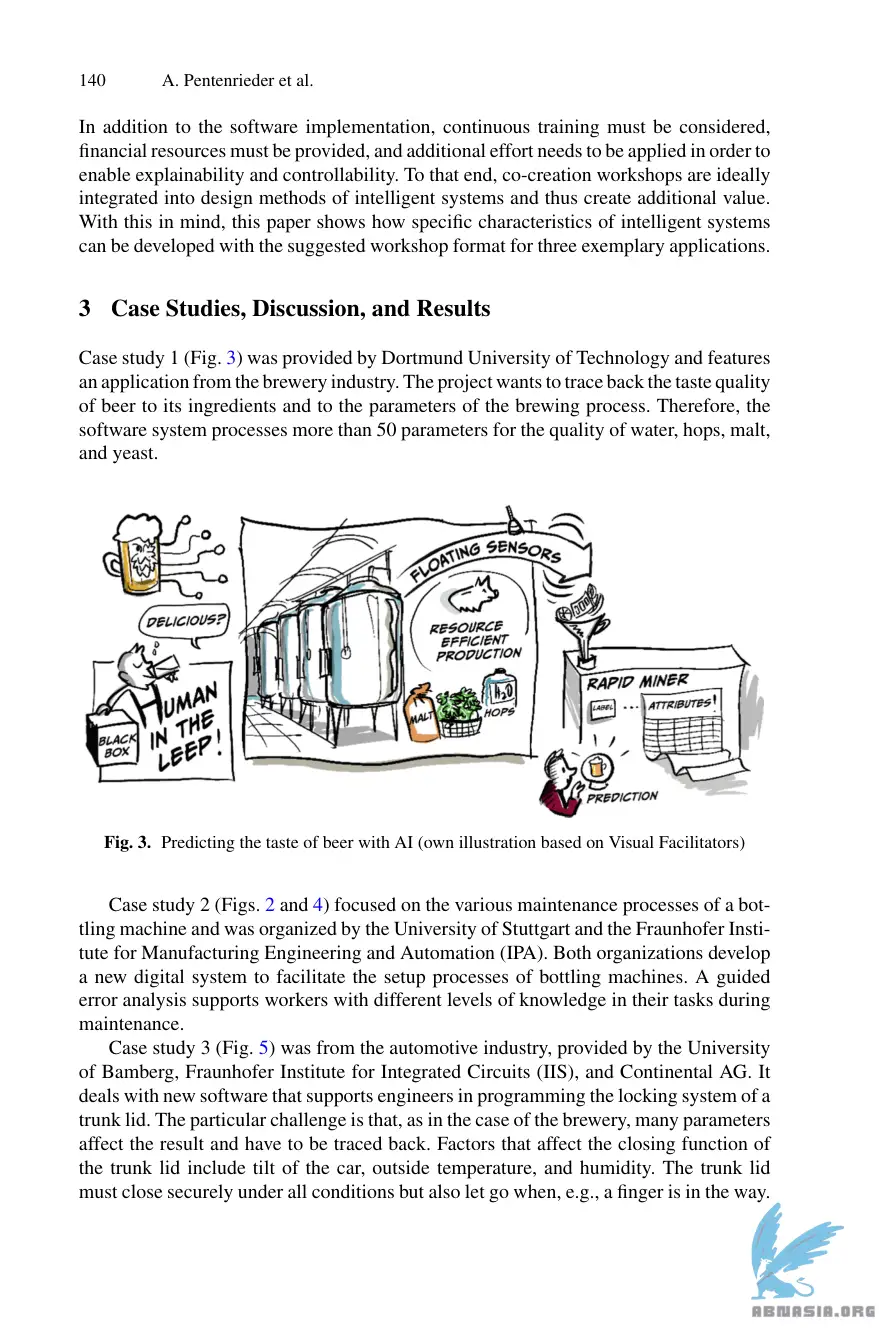 140 A. Pentenrieder et al.
In addition to the software implementation, continuous training must be considered,
financial resources must be provided, and additional effort needs to be applied in order to
enable explainability and controllability. To that end, co-creation workshops are ideally
integrated into design methods of intelligent systems and thus create additional value.
With this in mind, this paper shows how specific characteristics of intelligent systems
can be developed with the suggested workshop format for three exemplary applications.
3 Case Studies, Discussion, and Results
Case study 1 (Fig. 3) was provided by Dortmund University of Technology and features
an application from the brewery industry. The project wants to trace back the taste quality
of beer to its ingredients and to the parameters of the brewing process. Therefore, the
software system processes more than 50 parameters for the quality of water, hops, malt,
and yeast.
DELICIOUS?
HUMAN
IN THE
LEEP!
BLACK
BOX
FLOATING SENSORS
RESOURCE
EFFICIENT
PRODUCTION
MALT
HOPS
H2O
RAPID MINER
LABEL ... ATTRIBUTES!
PREDICTION
Fig. 3. Predicting the taste of beer with AI (own illustration based on Visual Facilitators)
Case study 2 (Figs. 2 and 4) focused on the various maintenance processes of a bot-
tling machine and was organized by the University of Stuttgart and the Fraunhofer Insti-
tute for Manufacturing Engineering and Automation (IPA). Both organizations develop
a new digital system to facilitate the setup processes of bottling machines. A guided
error analysis supports workers with different levels of knowledge in their tasks during
maintenance.
Case study 3 (Fig. 5) was from the automotive industry, provided by the University
of Bamberg, Fraunhofer Institute for Integrated Circuits (IIS), and Continental AG. It
deals with new software that supports engineers in programming the locking system of a
trunk lid. The particular challenge is that, as in the case of the brewery, many parameters
affect the result and have to be traced back. Factors that affect the closing function of
the trunk lid include tilt of the car, outside temperature, and humidity. The trunk lid
must close securely under all conditions but also let go when, e.g., a finger is in the way.
ABNASIA.ORG